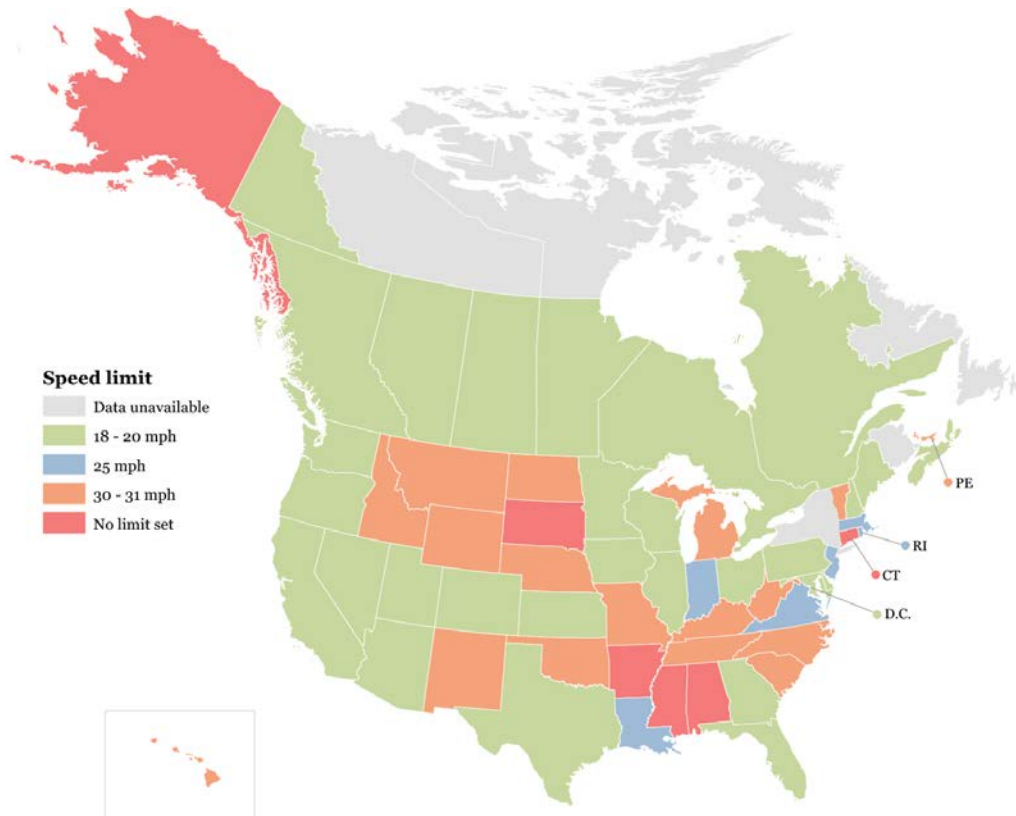 Speed limit
Data unavailable
18 - 20 mph
25 mph
30 - 31 mph
No limit set
PE
RI
CT
D.C.